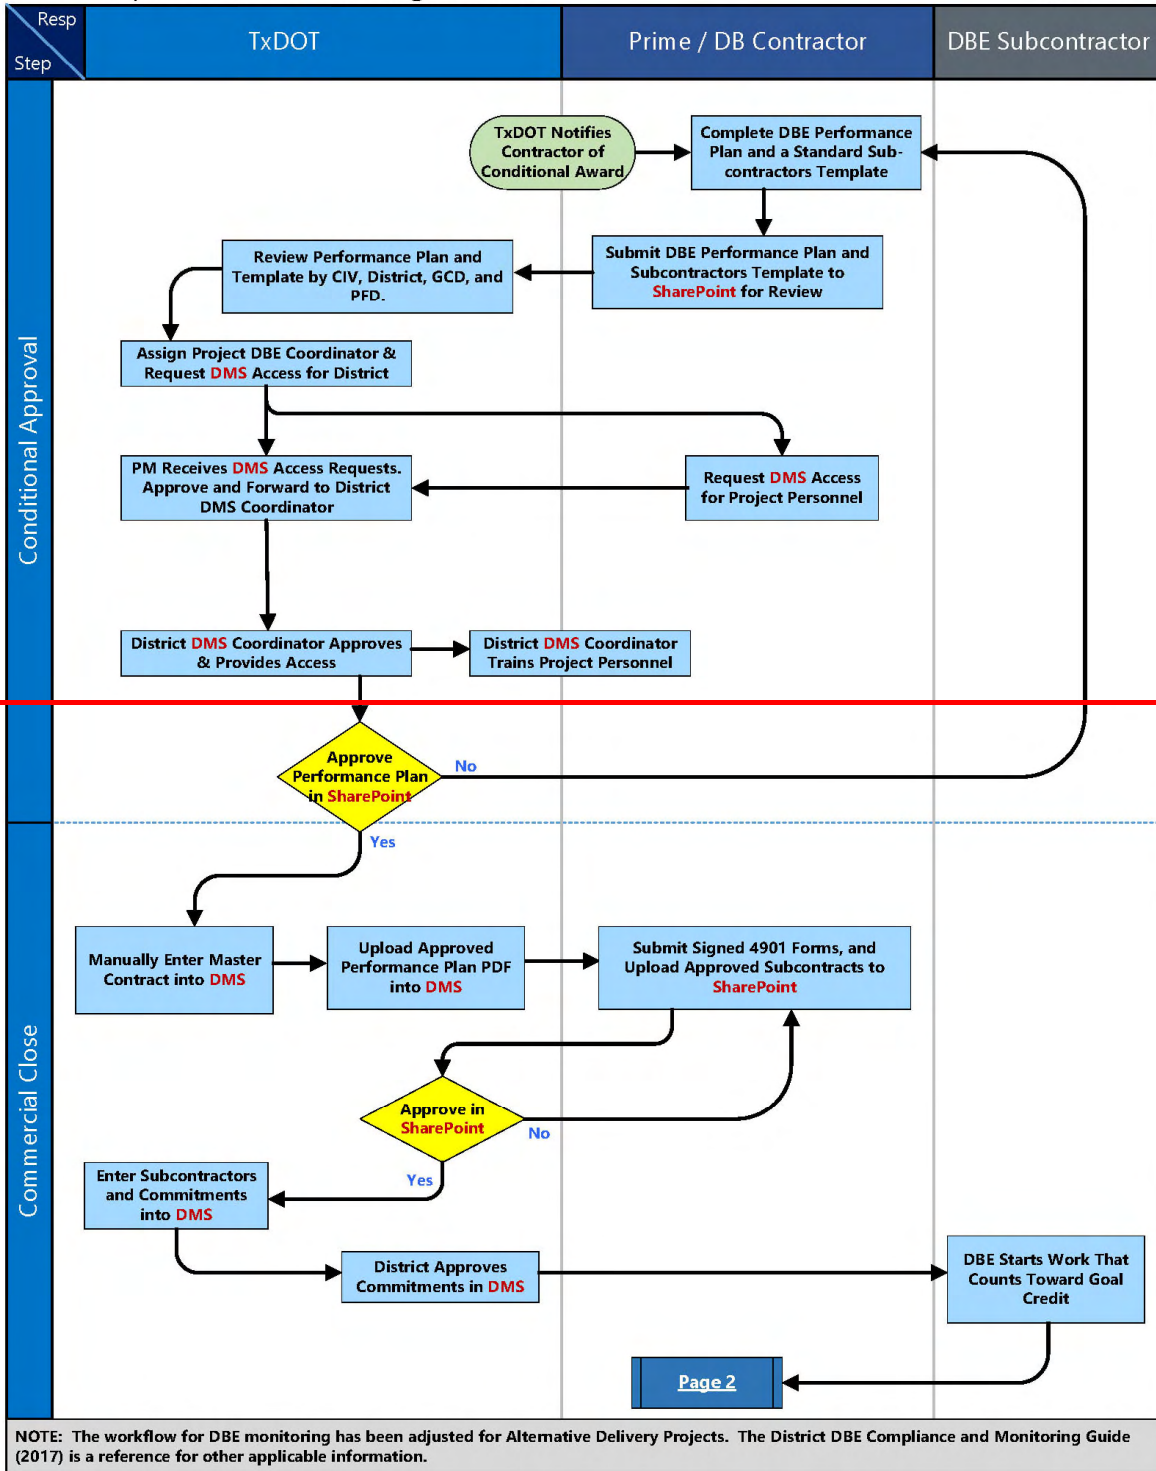 Resp
Step
TxDOT
Prime / DB Contractor
DBE Subcontractor
Conditional Approval
TxDOT Notifies
Contractor of
Conditional Award
Complete DBE Performance
Plan and a Standard Sub-
contractors Template
Submit DBE Performance Plan and
Subcontractors Template to
SharePoint for Review
Review Performance Plan and
Template by CIV, District, GCD, and
PFD.
Assign Project DBE Coordinator &
Request DMS Access for District
PM Receives DMS Access Requests.
Approve and Forward to District
DMS Coordinator
Request DMS Access
for Project Personnel
District DMS Coordinator Approves
& Provides Access
District DMS Coordinator
Trains Project Personnel
Approve
Performance Plan
in SharePoint
No
Yes
Commercial Close
Manually Enter Master
Contract into DMS
Upload Approved
Performance Plan PDF
into DMS
Submit Signed 4901 Forms, and
Upload Approved Subcontracts to
SharePoint
Approve in
SharePoint
No
Yes
Enter Subcontractors
and Commitments
into DMS
District Approves
Commitments in DMS
DBE Starts Work That
Counts Toward Goal
Credit
Page 2
NOTE: The workflow for DBE monitoring has been adjusted for Alternative Delivery Projects. The District DBE Compliance and Monitoring Guide
(2017) is a reference for other applicable information.